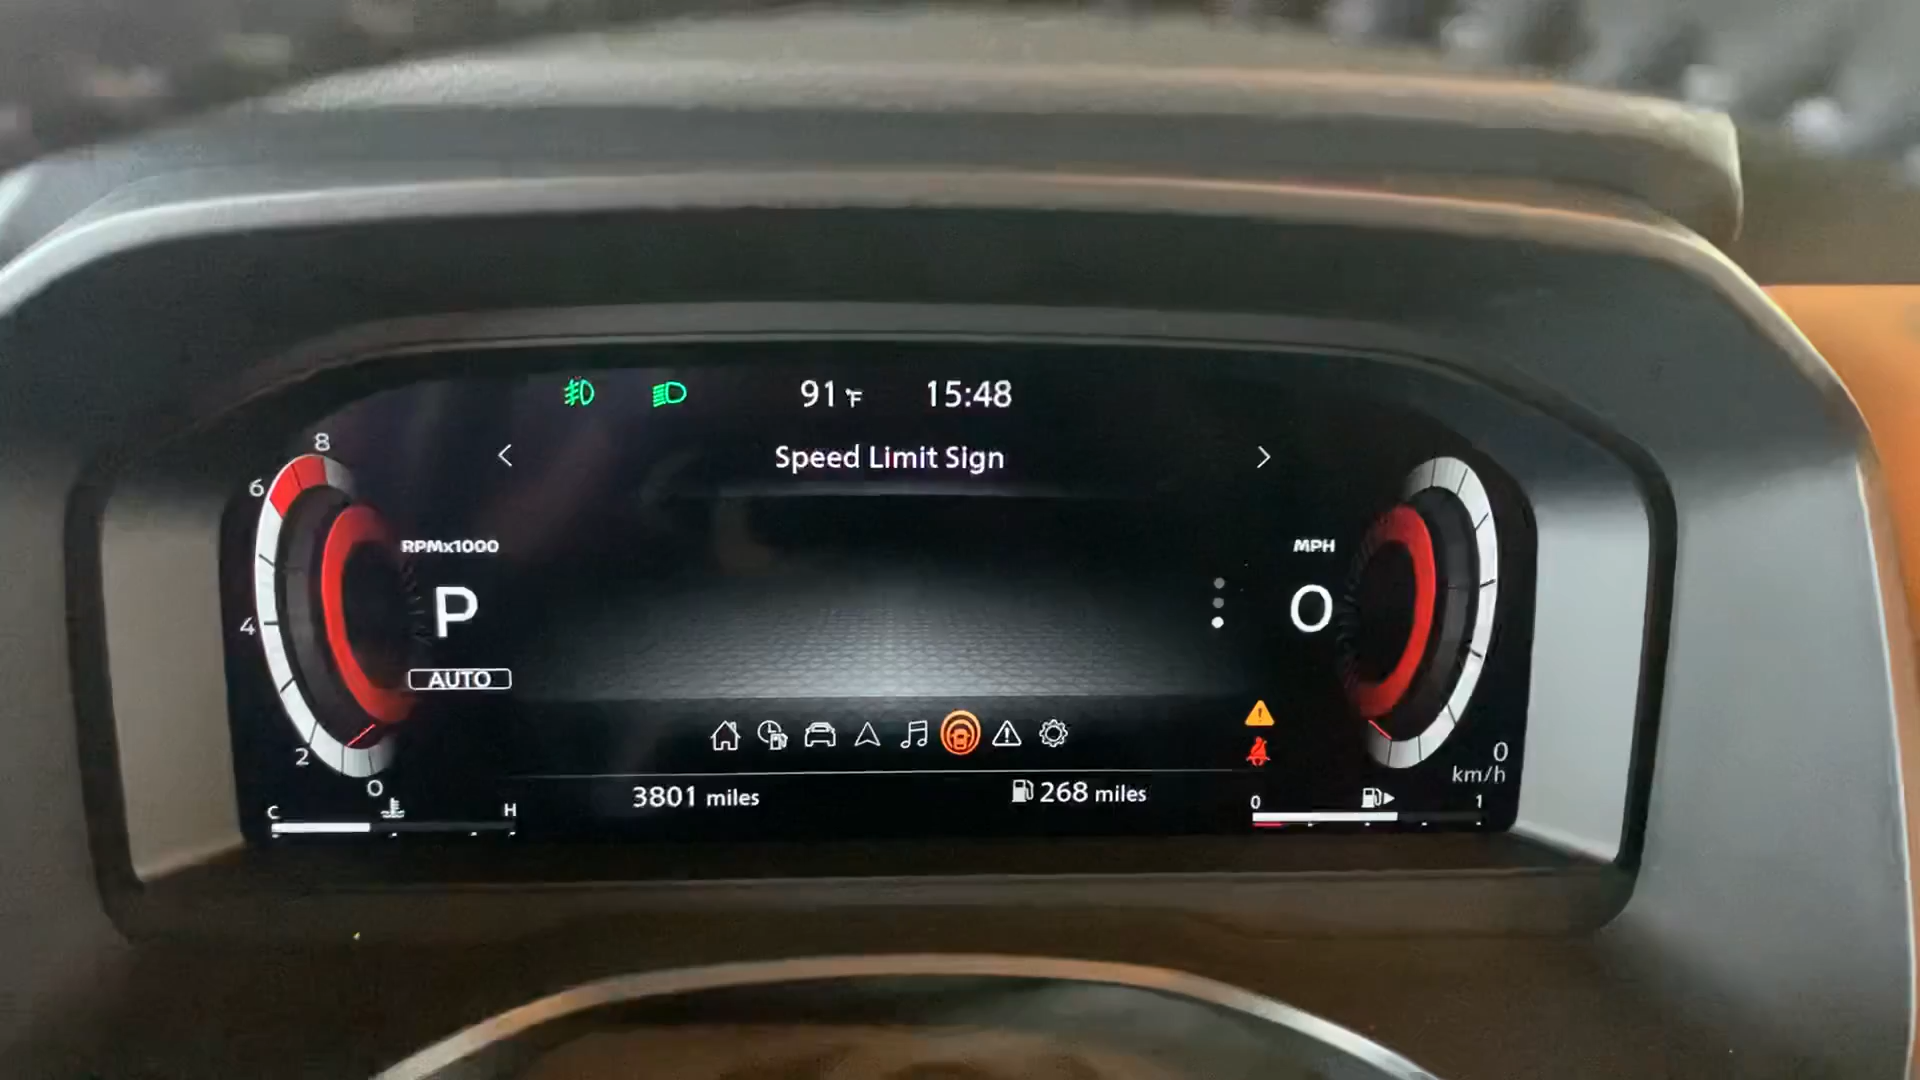 91 °F 15:48
< Speed Limit Sign >
8
6
RPMx1000
MPH
P
0
4
AUTO
2
0
0
km/h
3801 miles
268 miles
C H
0 1